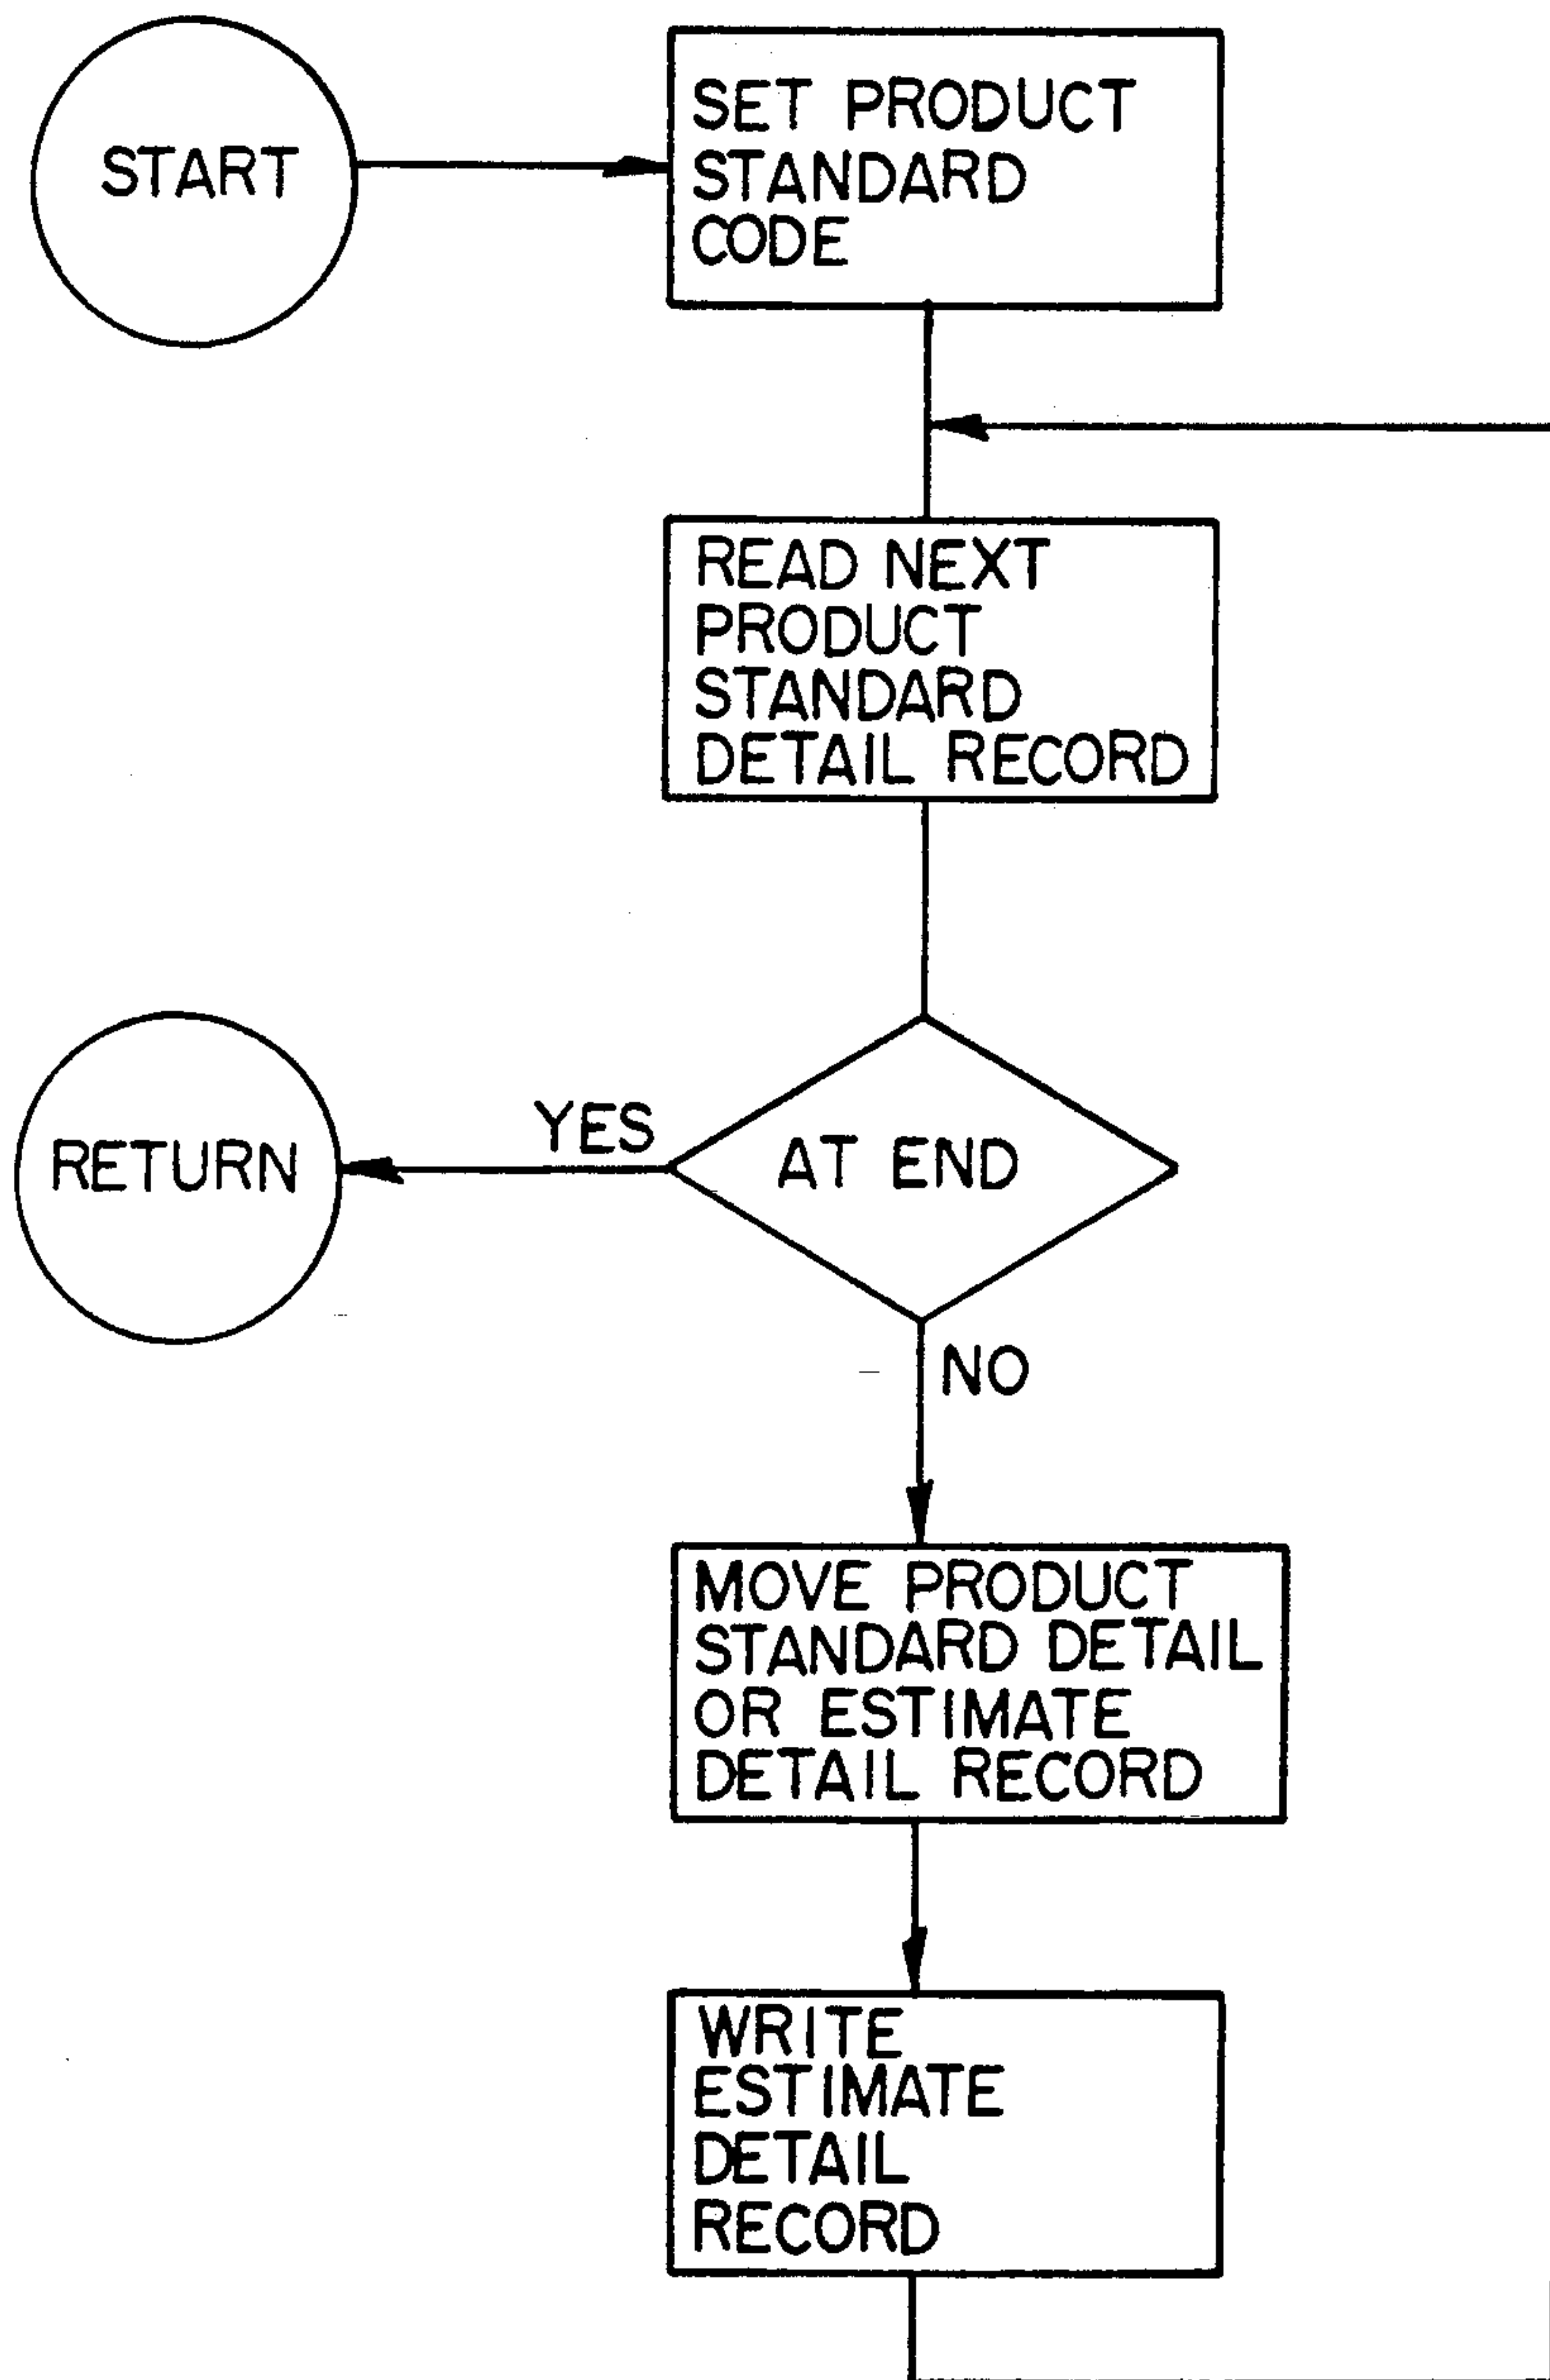 START
SET PRODUCT
STANDARD
CODE
READ NEXT
PRODUCT
STANDARD
DETAIL RECORD
YES
RETURN
AT END
NO
MOVE PRODUCT
STANDARD DETAIL
OR ESTIMATE
DETAIL RECORD
WRITE
ESTIMATE
DETAIL
RECORD